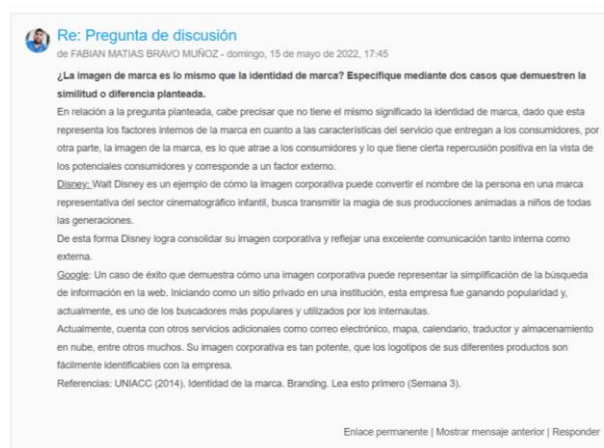 Re: Pregunta de discusión
de FABIAN MATIAS BRAVO MUÑOZ - domingo, 15 de mayo de 2022, 17:45
¿La imagen de marca es lo mismo que la identidad de marca? Especifique mediante dos casos que demuestren la
similitud o diferencia planteada.
En relación a la pregunta planteada, cabe precisar que no tiene el mismo significado la identidad de marca, dado que esta
representa los factores internos de la marca en cuanto a las características del servicio que entregan a los consumidores, por
otra parte, la imagen de la marca, es lo que atrae a los consumidores y lo que tiene cierta repercusión positiva en la vista de
los potenciales consumidores y corresponde a un factor externo.
Disney: Walt Disney es un ejemplo de cómo la imagen corporativa puede convertir el nombre de la persona en una marca
representativa del sector cinematográfico infantil, busca transmitir la magia de sus producciones animadas a niños de todas
las generaciones.
De esta forma Disney logra consolidar su imagen corporativa y reflejar una excelente comunicación tanto interna como
externa.
Google: Un caso de éxito que demuestra cómo una imagen corporativa puede representar la simplificación de la búsqueda
de información en la web. Iniciando como un sitio privado en una institución, esta empresa fue ganando popularidad y,
actualmente, es uno de los buscadores más populares y utilizados por los internautas.
Actualmente, cuenta con otros servicios adicionales como correo electrónico, mapa, calendario, traductor y almacenamiento
en nube, entre otros muchos. Su imagen corporativa es tan potente, que los logotipos de sus diferentes productos son
fácilmente identificables con la empresa.
Referencias: UNIACC (2014). Identidad de la marca. Branding. Lea esto primero (Semana 3).
Enlace permanente | Mostrar mensaje anterior | Responder